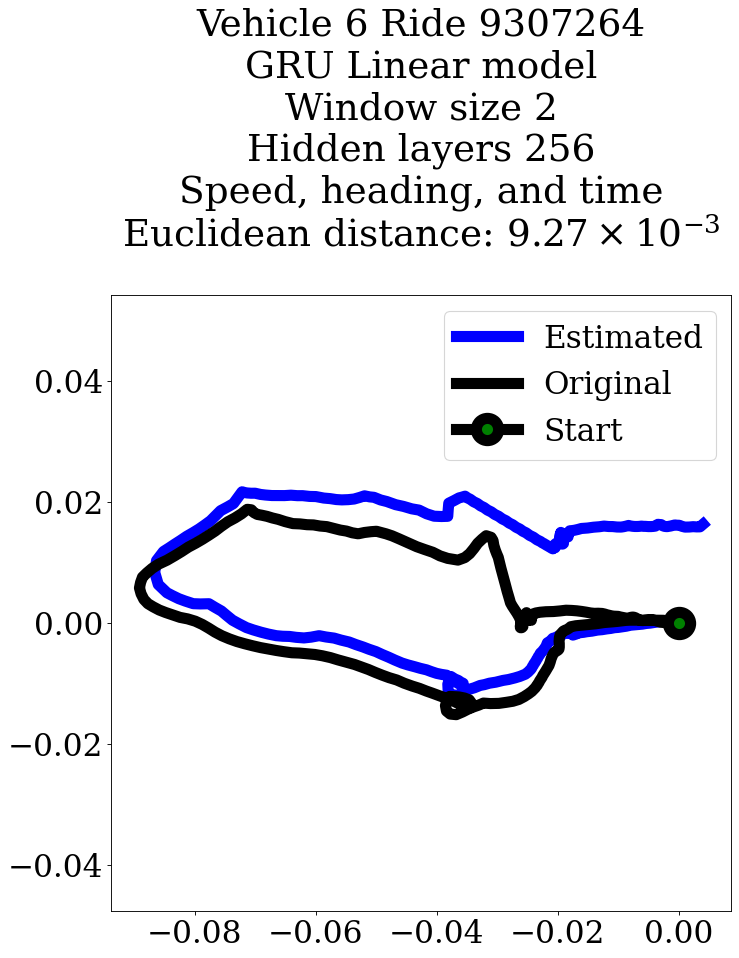 Vehicle 6 Ride 9307264
GRU Linear model
Window size 2
Hidden layers 256
Speed, heading, and time
Euclidean distance: 9.27 × 10⁻³
Estimated
Original
Start
0.04
0.02
0.00
−0.02
−0.04
−0.08
−0.06
−0.04
−0.02
0.00